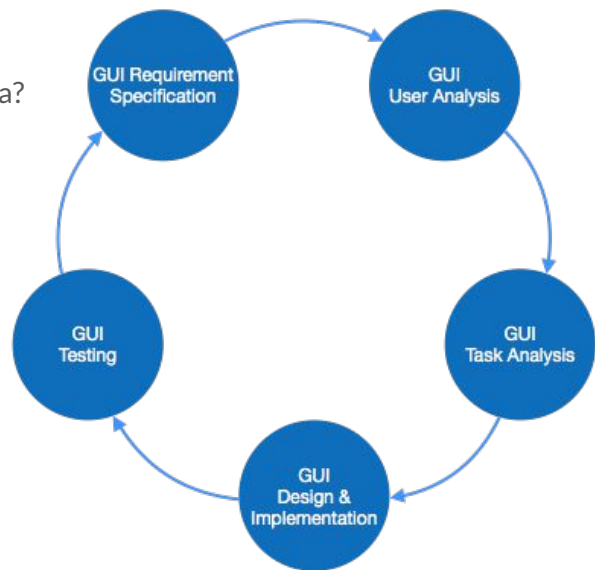 a?
GUI Requirement
Specification
GUI
User Analysis
GUI
Task Analysis
GUI
Design &
Implementation
GUI
Testing